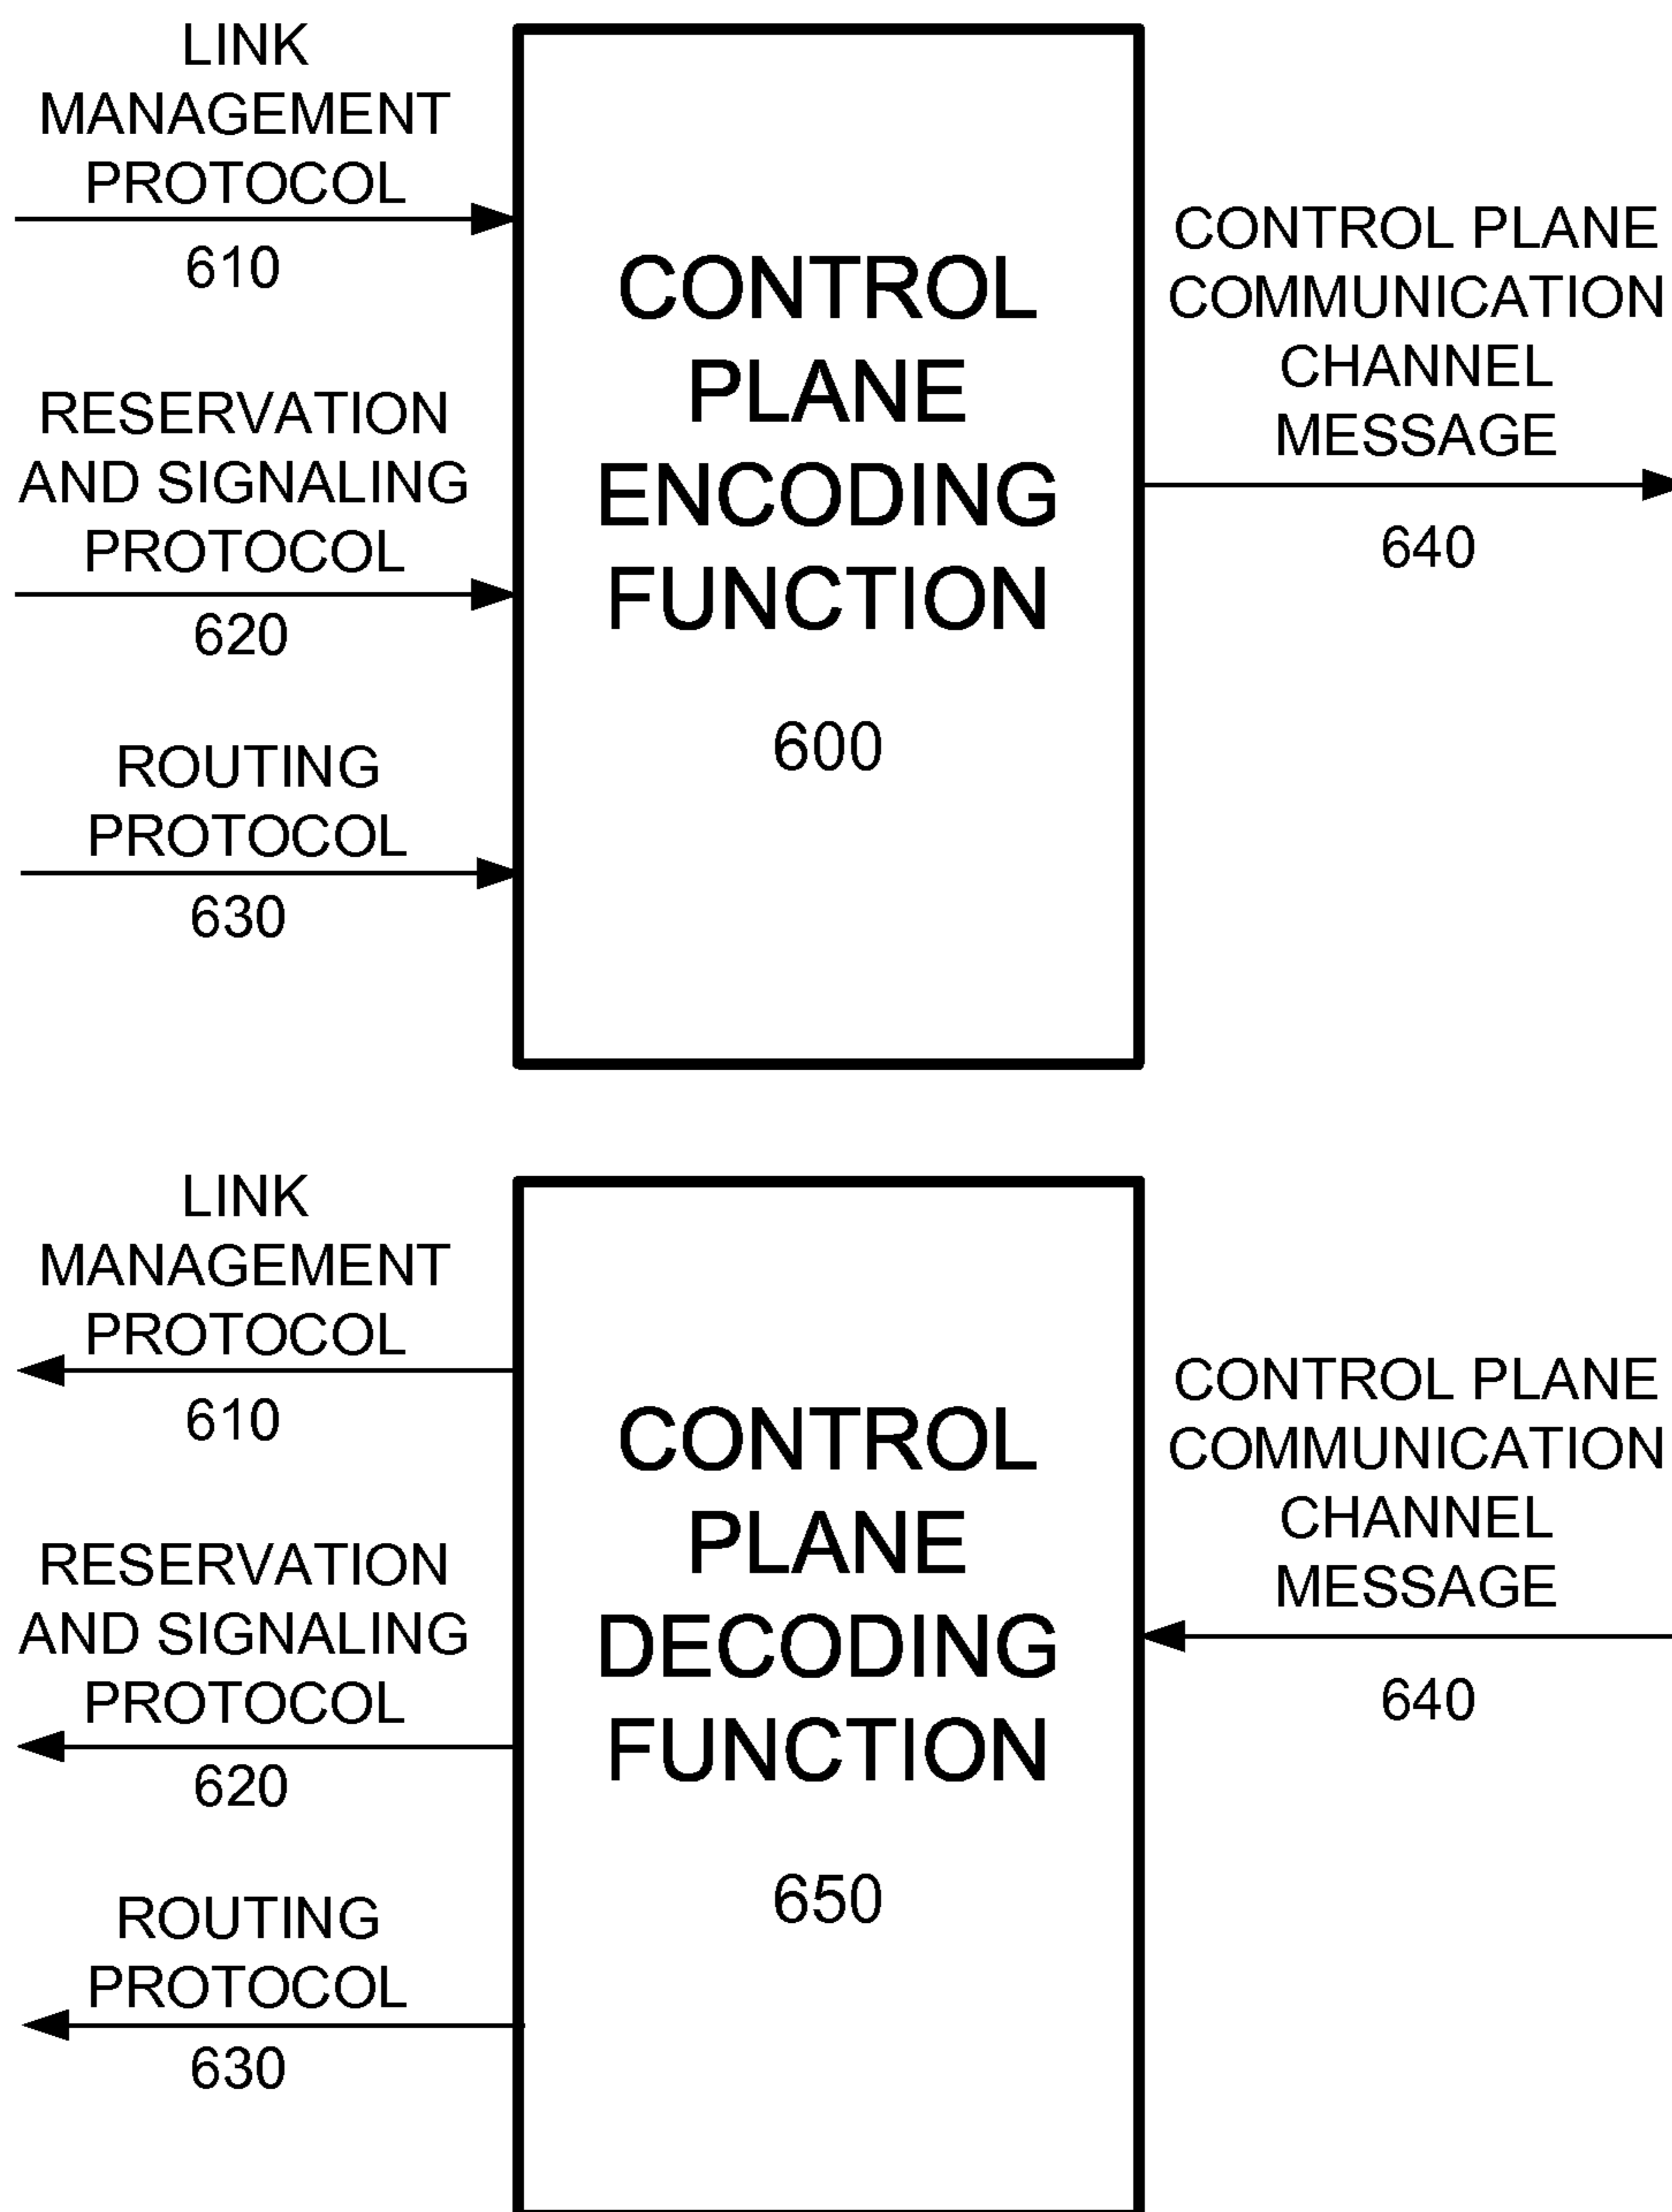 LINK
MANAGEMENT
PROTOCOL
610
RESERVATION
AND SIGNALING
PROTOCOL
620
ROUTING
PROTOCOL
630
CONTROL
PLANE
ENCODING
FUNCTION
600
CONTROL PLANE
COMMUNICATION
CHANNEL
MESSAGE
640
LINK
MANAGEMENT
PROTOCOL
610
RESERVATION
AND SIGNALING
PROTOCOL
620
ROUTING
PROTOCOL
630
CONTROL
PLANE
DECODING
FUNCTION
650
CONTROL PLANE
COMMUNICATION
CHANNEL
MESSAGE
640